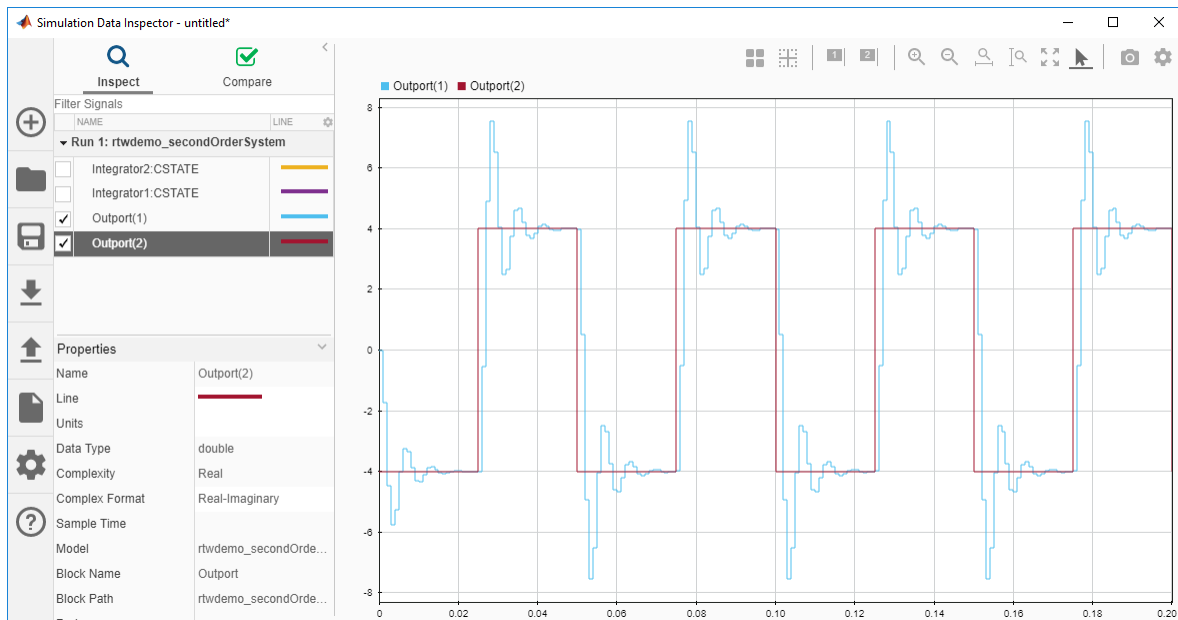 Simulation Data Inspector - untitled*
Inspect
Compare
Filter Signals
NAME
LINE
Run 1: rtwdemo_secondOrderSystem
Integrator2:CSTATE
Integrator1:CSTATE
Outport(1)
Outport(2)
Properties
Name Outport(2)
Line
Units
Data Type double
Complexity Real
Complex Format Real-Imaginary
Sample Time
Model rtwdemo_secondOrde...
Block Name Outport
Block Path rtwdemo_secondOrde...
1 2
Outport(1) Outport(2)
8
6
4
2
0
-2
-4
-6
-8
0 0.02 0.04 0.06 0.08 0.10 0.12 0.14 0.16 0.18 0.20